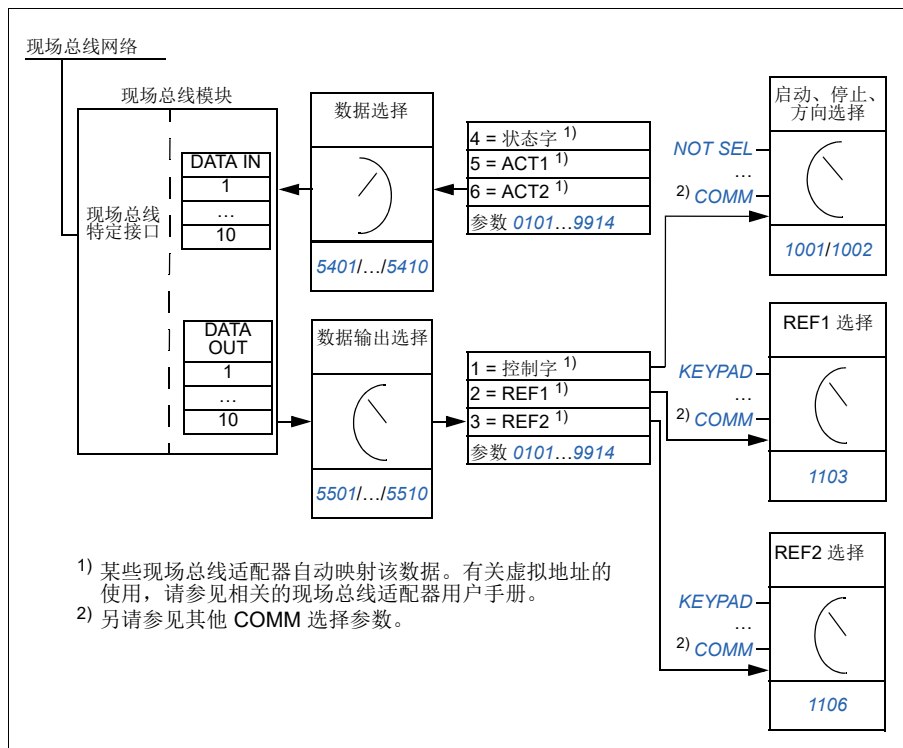 现场总线网络
现场总线模块
现场总线
特定接口
DATA IN
1
…
10
DATA
OUT
1
…
10
数据选择
5401/…/5410
4 = 状态字 1)
5 = ACT1 1)
6 = ACT2 1)
参数 0101…9914
数据输出选择
5501/…/5510
1 = 控制字 1)
2 = REF1 1)
3 = REF2 1)
参数 0101…9914
启动、停止、
方向选择
NOT SEL
…
2) COMM
1001/1002
REF1 选择
KEYPAD
…
2) COMM
1103
REF2 选择
KEYPAD
…
2) COMM
1106
1) 某些现场总线适配器自动映射该数据。有关虚拟地址的
使用，请参见相关的现场总线适配器用户手册。
2) 另请参见其他 COMM 选择参数。